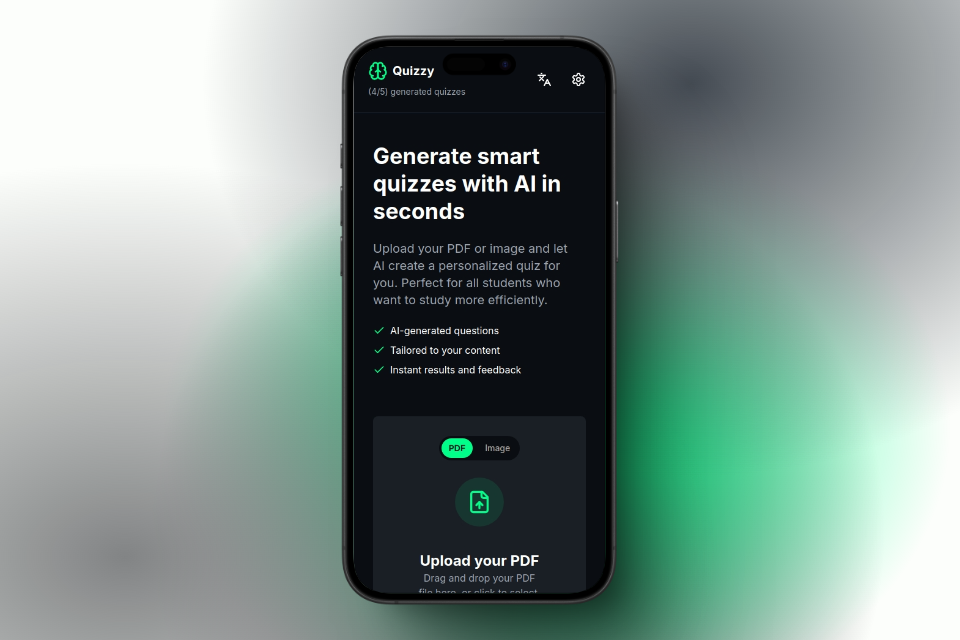 Quizzy
(4/5) generated quizzes
Generate smart
quizzes with AI in
seconds
Upload your PDF or image and let
AI create a personalized quiz for
you. Perfect for all students who
want to study more efficiently.
AI-generated questions
Tailored to your content
Instant results and feedback
PDF Image
Upload your PDF
Drag and drop your PDF
file here, or click to select